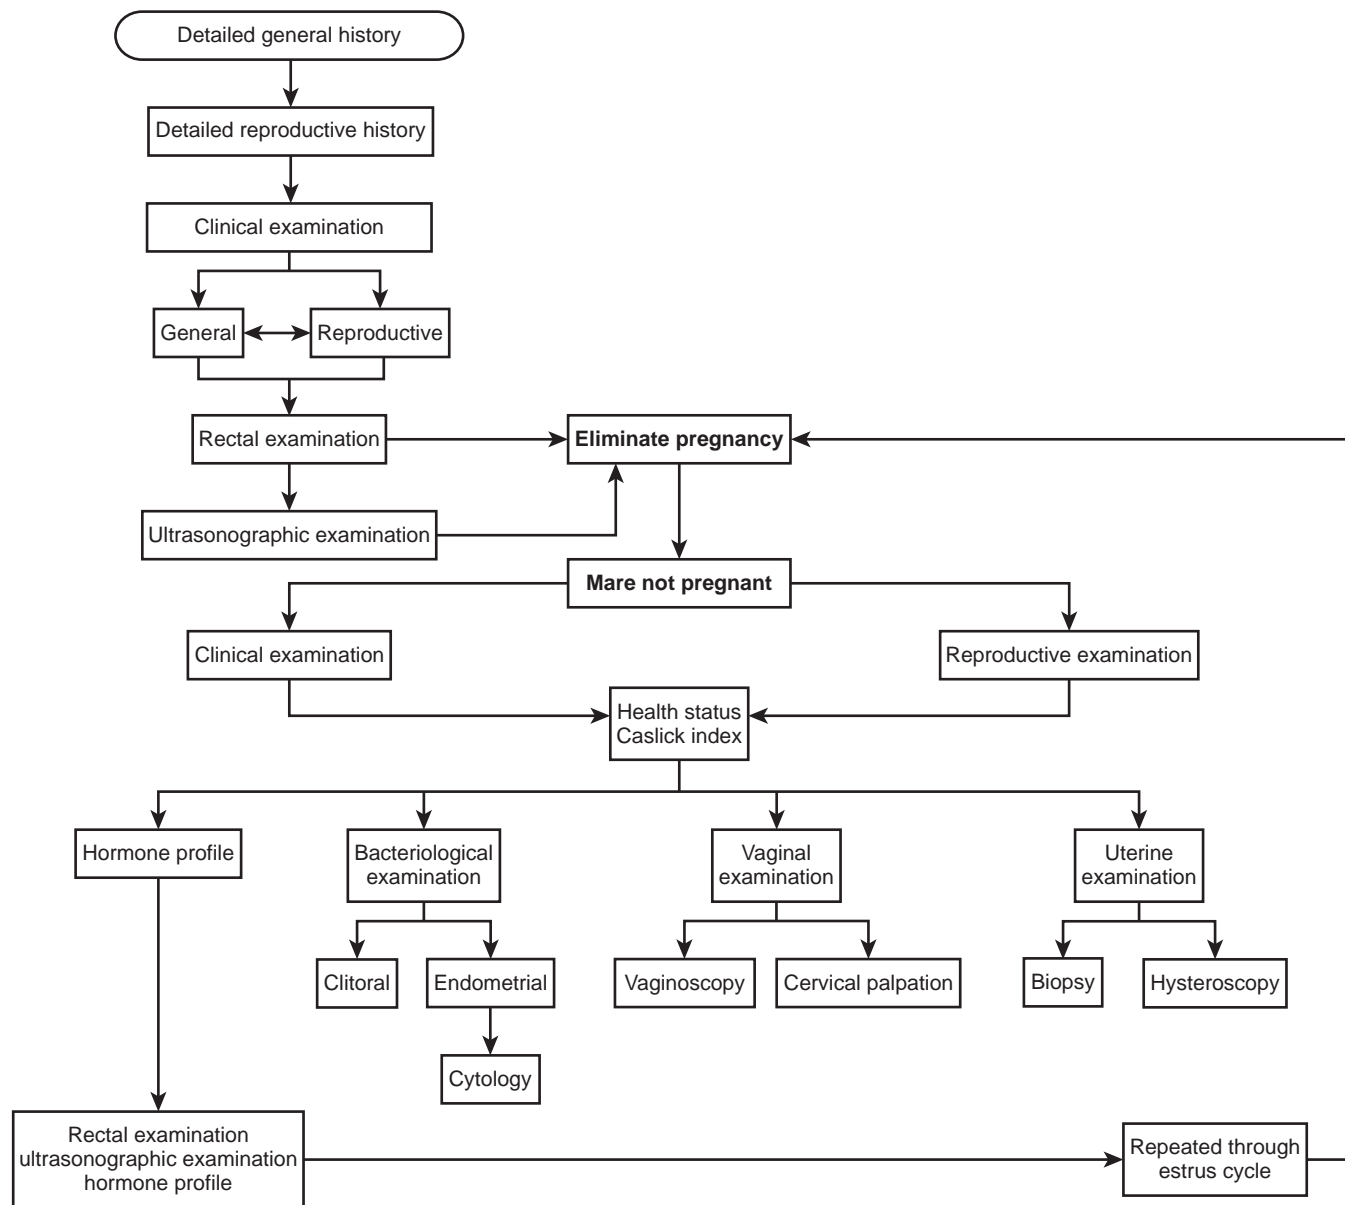 Detailed general history
Detailed reproductive history
Clinical examination
General
Reproductive
Rectal examination
Eliminate pregnancy
Ultrasonographic examination
Mare not pregnant
Clinical examination
Reproductive examination
Health status
Caslick index
Hormone profile
Bacteriological
examination
Vaginal
examination
Uterine
examination
Clitoral
Endometrial
Vaginoscopy
Cervical palpation
Biopsy
Hysteroscopy
Cytology
Rectal examination
ultrasonographic examination
hormone profile
Repeated through
estrus cycle